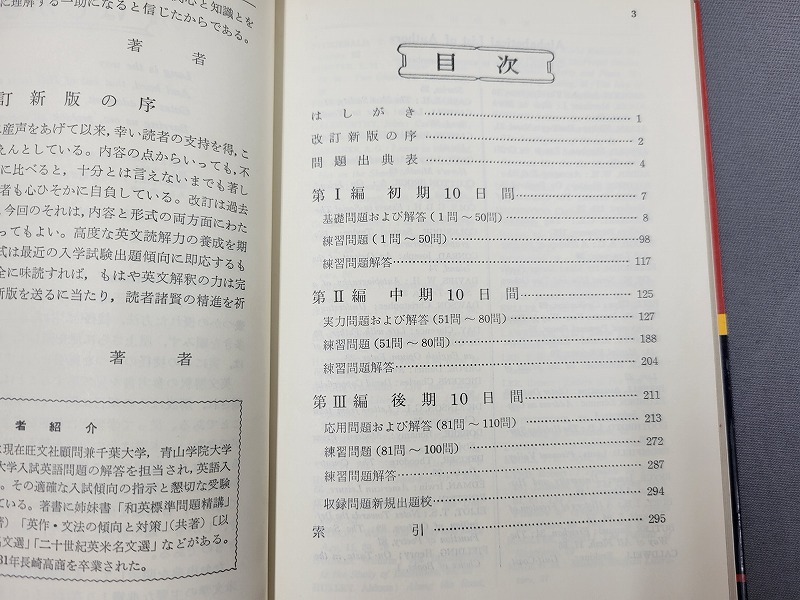 に理解する一助になると信じたからである。
著　者
訂新版の序
産声をあげて以来, 幸い読者の支持を得, こ
えんとしている。内容の点からいっても, 不
に比べると, 十分とは言えないまでも著し
者も心ひそかに自負している。改訂は過去
今回のそれは, 内容と形式の両方面にわた
ってもよい。高度な英文読解力の養成を期
式は最近の入学試験出題傾向に即応するも
全に味読すれば, もはや英文解釈の力は完
新版を送るに当たり, 読者諸賢の精進を祈
著　者
者紹介
現在旺文社顧問兼千葉大学, 青山学院大学
大学入試英語問題の解答を担当され, 英語入
。その適確な入試傾向の指示と懇切な受験
ている。著書に姉妹書「和英標準問題精講」
「英作・文法の傾向と対策」(共著)〔以
名文選」「二十世紀英米名文選」などがある。
31年長崎高商を卒業された。
3
目次
はしがき……1
改訂新版の序……2
問題出典表……4
第Ⅰ編　初期10日間……7
基礎問題および解答(1問～50問)……8
練習問題(1問～50問)……98
練習問題解答……117
第Ⅱ編　中期10日間……125
実力問題および解答(51問～80問)……127
練習問題(51問～80問)……188
練習問題解答……204
第Ⅲ編　後期10日間……211
応用問題および解答(81問～110問)……213
練習問題(81問～100問)……272
練習問題解答……287
収録問題新規出題校……294
索引……295